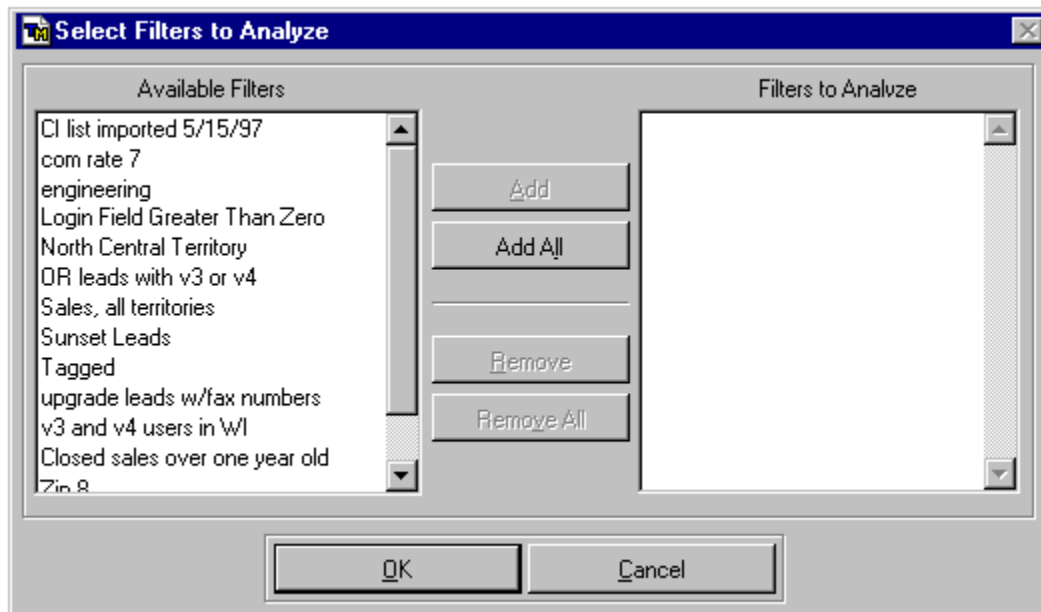 Select Filters to Analyze
Available Filters
Filters to Analyze
CI list imported 5/15/97
com rate 7
engineering
Login Field Greater Than Zero
North Central Territory
OR leads with v3 or v4
Sales, all territories
Sunset Leads
Tagged
upgrade leads w/fax numbers
v3 and v4 users in WI
Closed sales over one year old
Zip 8
Add
Add All
Remove
Remove All
OK
Cancel